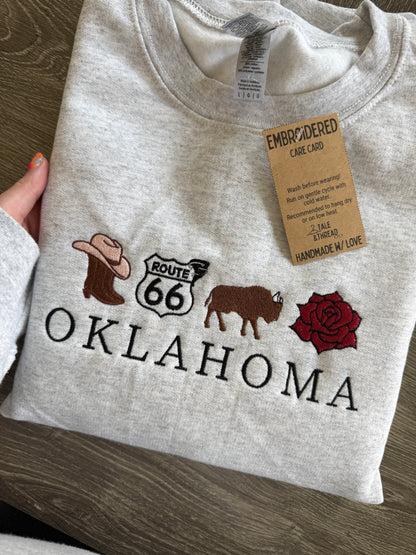 EMBROIDERED
CARE CARD
Wash before wearing!
Run on gentle cycle with
cold water.
Recommended to hang dry
or on low heat.
TALE
&THREAD
HANDMADE W/ LOVE
ROUTE
66
OKLAHOMA